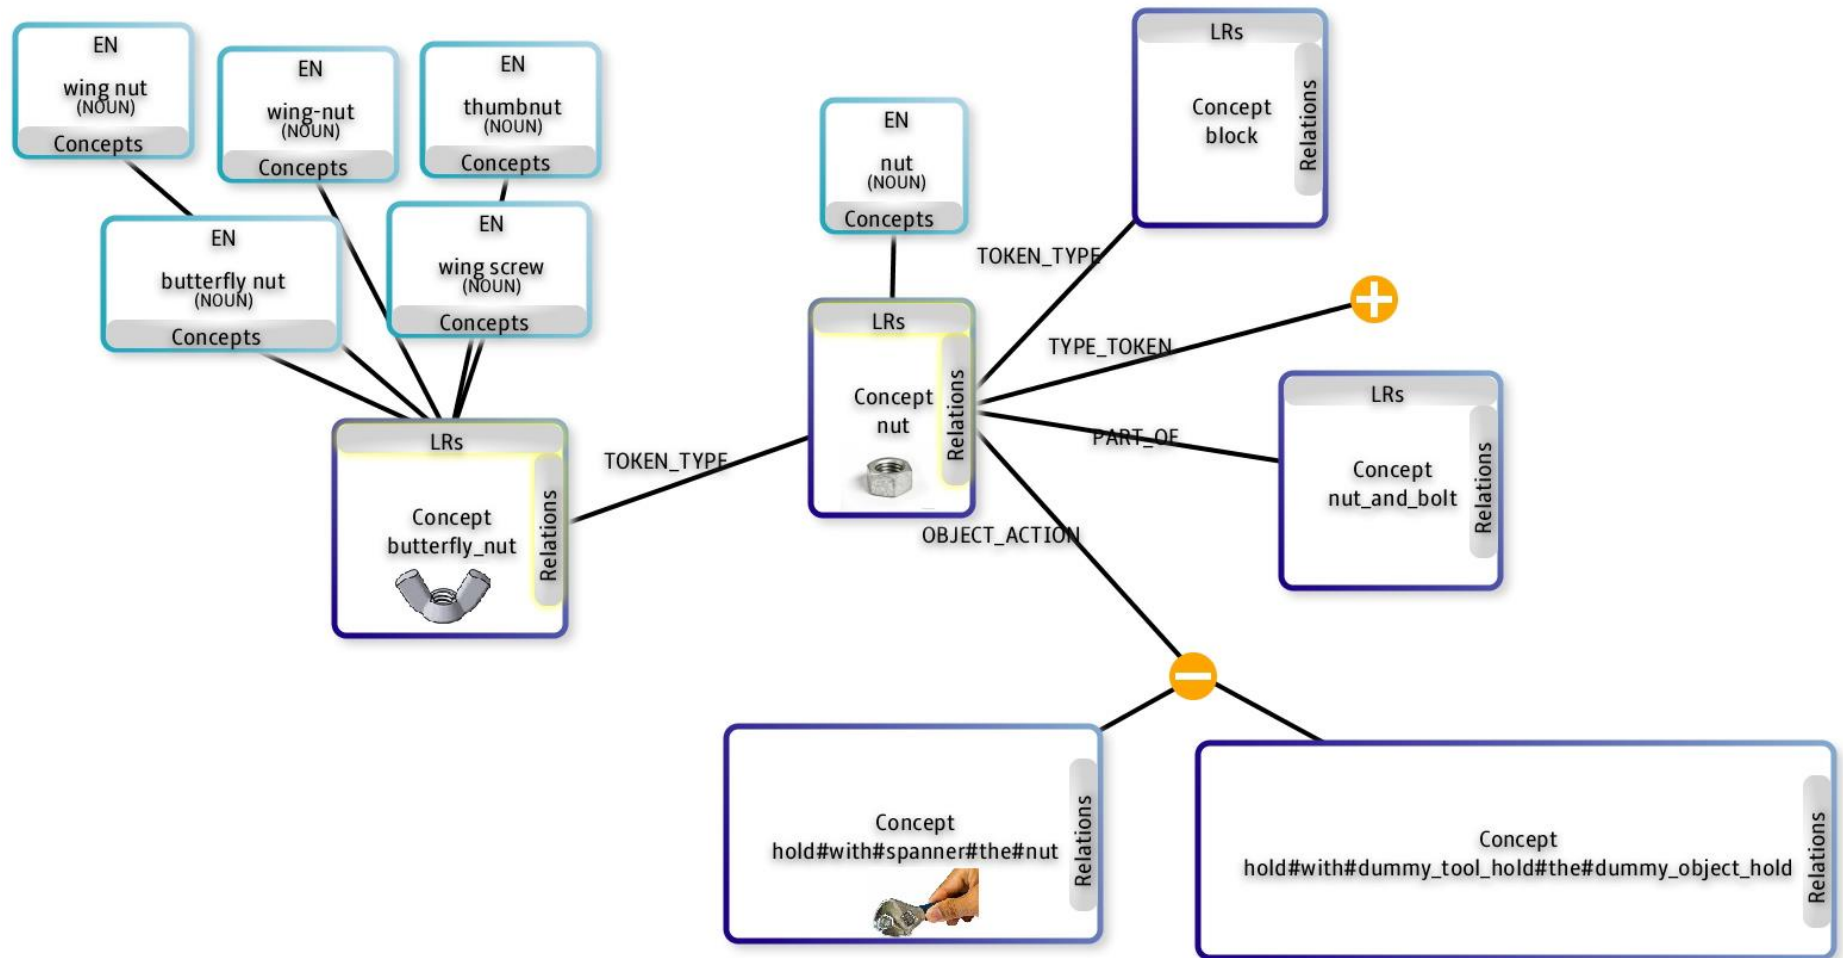 EN
wing nut
(NOUN)
Concepts
EN
wing-nut
(NOUN)
Concepts
EN
thumbnut
(NOUN)
Concepts
EN
butterfly nut
(NOUN)
Concepts
EN
wing screw
(NOUN)
Concepts
LRs
Concept
butterfly_nut
Relations
TOKEN_TYPE
EN
nut
(NOUN)
Concepts
LRs
Concept
nut
Relations
TOKEN_TYPE
LRs
Concept
block
Relations
TYPE_TOKEN
PART_OF
LRs
Concept
nut_and_bolt
Relations
OBJECT_ACTION
Concept
hold#with#spanner#the#nut
Relations
Concept
hold#with#dummy_tool_hold#the#dummy_object_hold
Relations